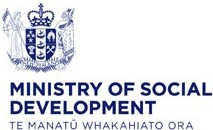 MINISTRY OF SOCIAL
DEVELOPMENT
TE MANATŪ WHAKAHIATO ORA